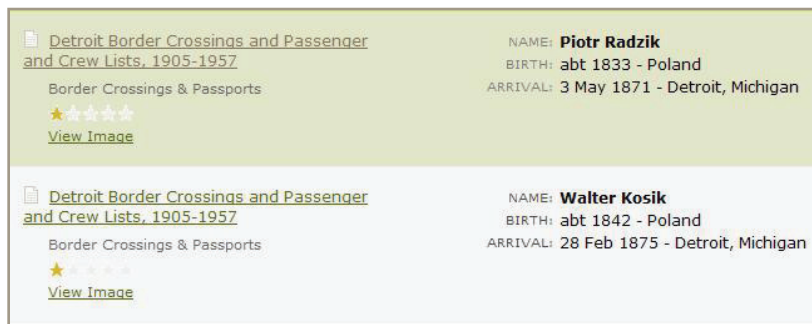 Detroit Border Crossings and Passenger
and Crew Lists, 1905-1957
Border Crossings & Passports
View Image
NAME: Piotr Radzik
BIRTH: abt 1833 - Poland
ARRIVAL: 3 May 1871 - Detroit, Michigan
Detroit Border Crossings and Passenger
and Crew Lists, 1905-1957
Border Crossings & Passports
View Image
NAME: Walter Kosik
BIRTH: abt 1842 - Poland
ARRIVAL: 28 Feb 1875 - Detroit, Michigan